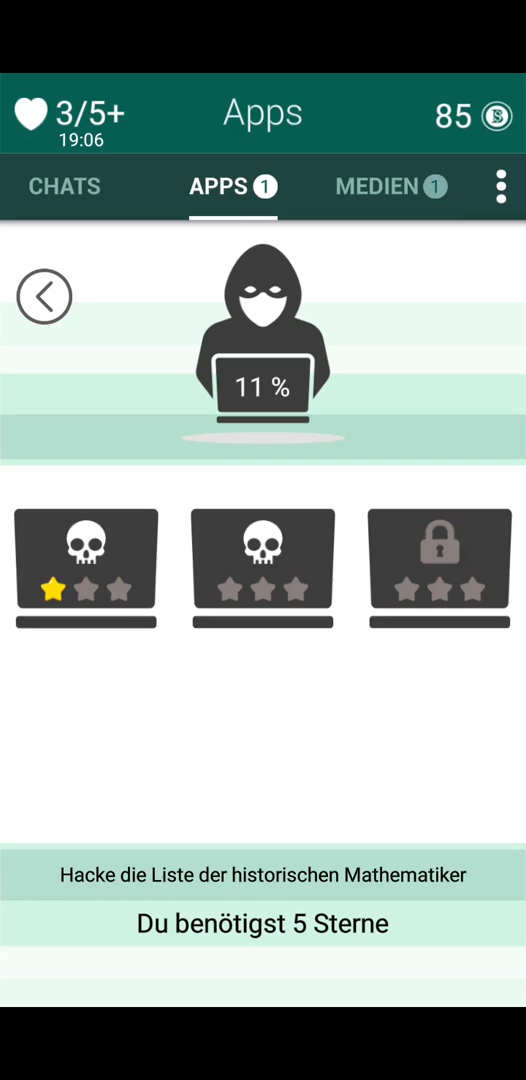 3/5+
19:06
Apps
85
CHATS
APPS 1
MEDIEN 1
11 %
Hacke die Liste der historischen Mathematiker
Du benötigst 5 Sterne